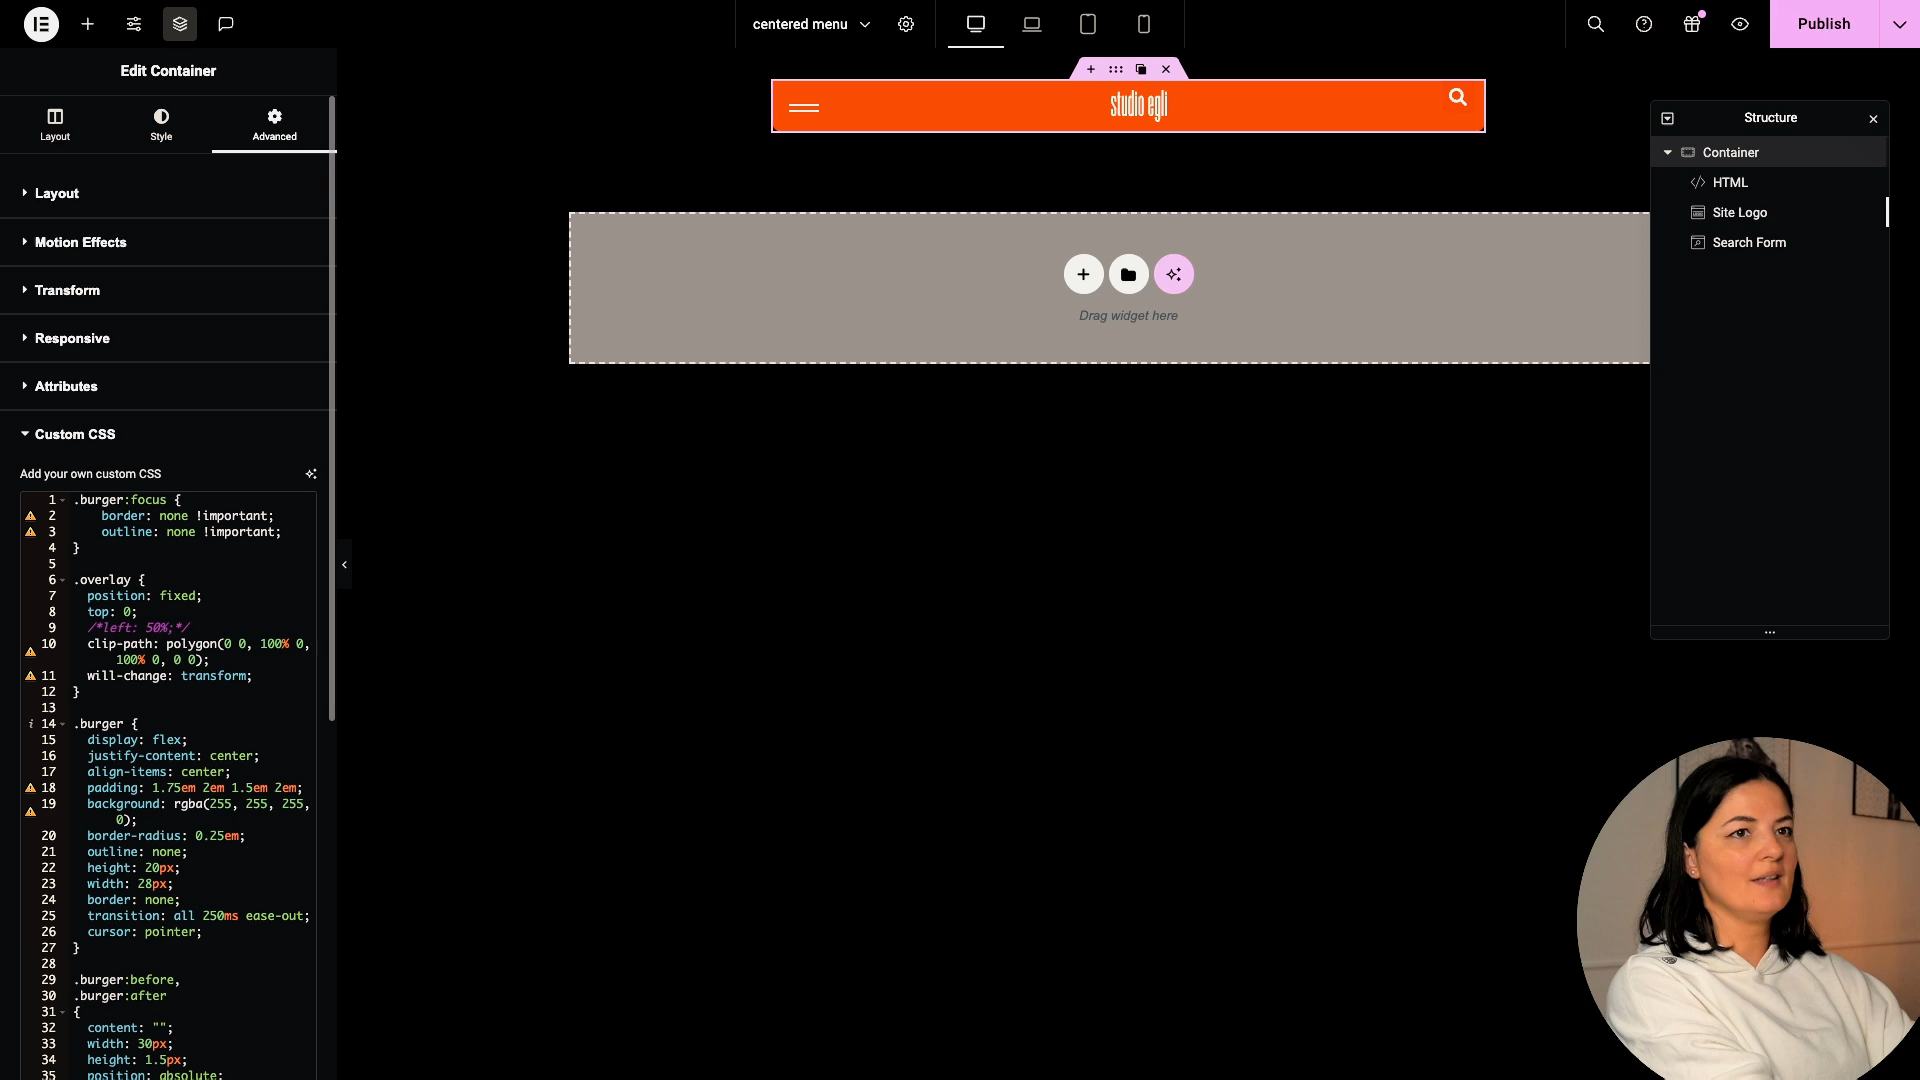 centered menu
Publish
Edit Container
Layout
Style
Advanced
Layout
Motion Effects
Transform
Responsive
Attributes
Custom CSS
Add your own custom CSS
1 .burger:focus {
2 border: none !important;
3 outline: none !important;
4 }
5
6 .overlay {
7 position: fixed;
8 top: 0;
9 /*left: 50%;*/
10 clip-path: polygon(0 0, 100% 0,
100% 0, 0 0);
11 will-change: transform;
12 }
13
14 .burger {
15 display: flex;
16 justify-content: center;
17 align-items: center;
18 padding: 1.75em 2em 1.5em 2em;
19 background: rgba(255, 255, 255,
0);
20 border-radius: 0.25em;
21 outline: none;
22 height: 20px;
23 width: 28px;
24 border: none;
25 transition: all 250ms ease-out;
26 cursor: pointer;
27 }
28
29 .burger:before,
30 .burger:after
31 {
32 content: "";
33 width: 30px;
34 height: 1.5px;
35 position: absolute;
studio egli
Drag widget here
Structure
Container
HTML
Site Logo
Search Form